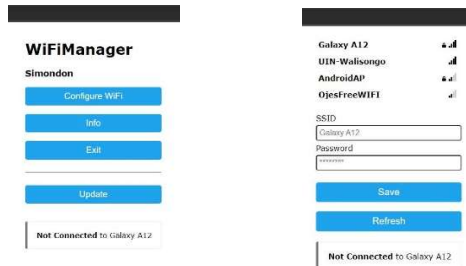 WiFiManager
Simondon
Configure WiFi
Info
Exit
Update
Not Connected to Galaxy A12
Galaxy A12
UIN-Walisongo
AndroidAP
OjesFreeWIFI
SSID
Galaxy A12
Password
********
Save
Refresh
Not Connected to Galaxy A12